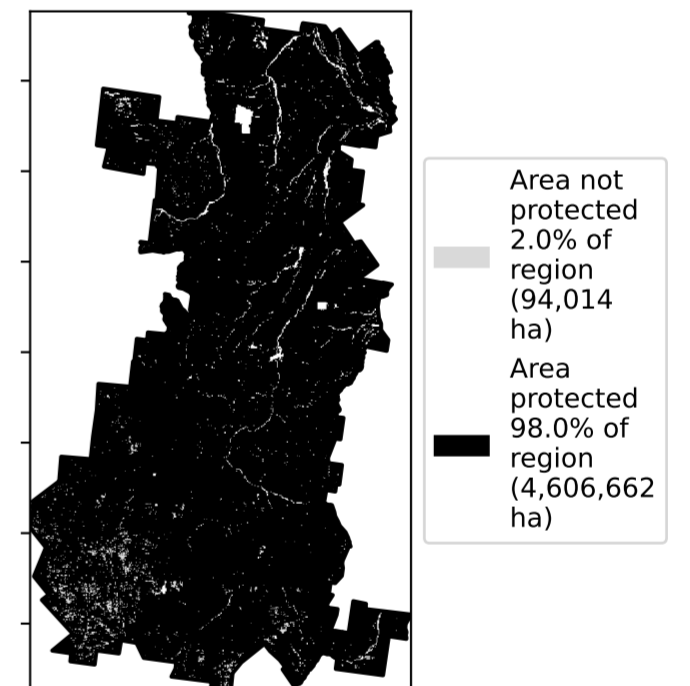 Area not
protected
2.0% of
region
(94,014
ha)
Area
protected
98.0% of
region
(4,606,662
ha)